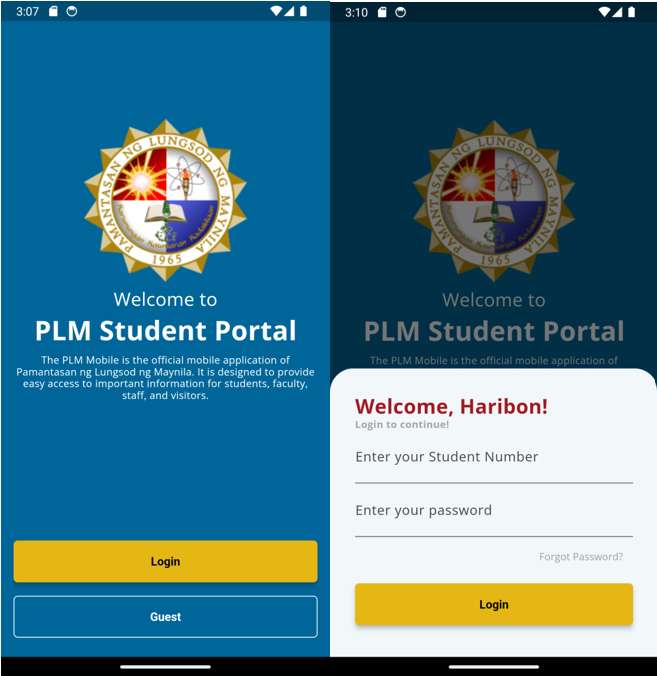 3:07
PAMANTASAN NG LUNGSOD NG MAYNILA
1965
Welcome to
PLM Student Portal
The PLM Mobile is the official mobile application of
Pamantasan ng Lungsod ng Maynila. It is designed to provide
easy access to important information for students, faculty,
staff, and visitors.
Login
Guest
3:10
PAMANTASAN NG LUNGSOD NG MAYNILA
1965
Welcome to
PLM Student Portal
The PLM Mobile is the official mobile application of
Welcome, Haribon!
Login to continue!
Enter your Student Number
Enter your password
Forgot Password?
Login